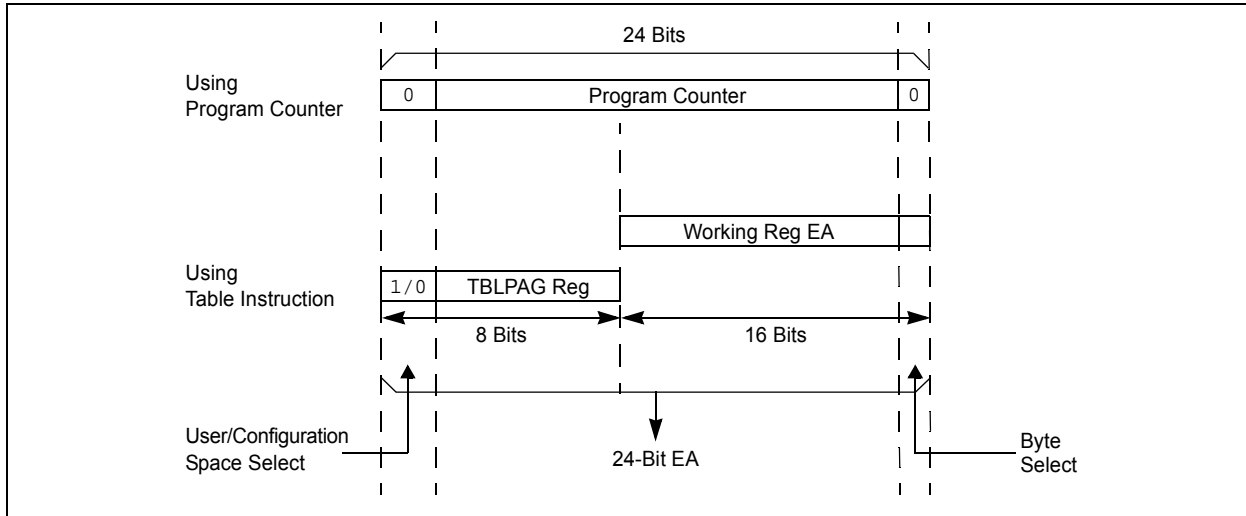 24 Bits
Using
Program Counter
0
Program Counter
0
Working Reg EA
Using
Table Instruction
1/0
TBLPAG Reg
8 Bits
16 Bits
User/Configuration
Space Select
24-Bit EA
Byte
Select